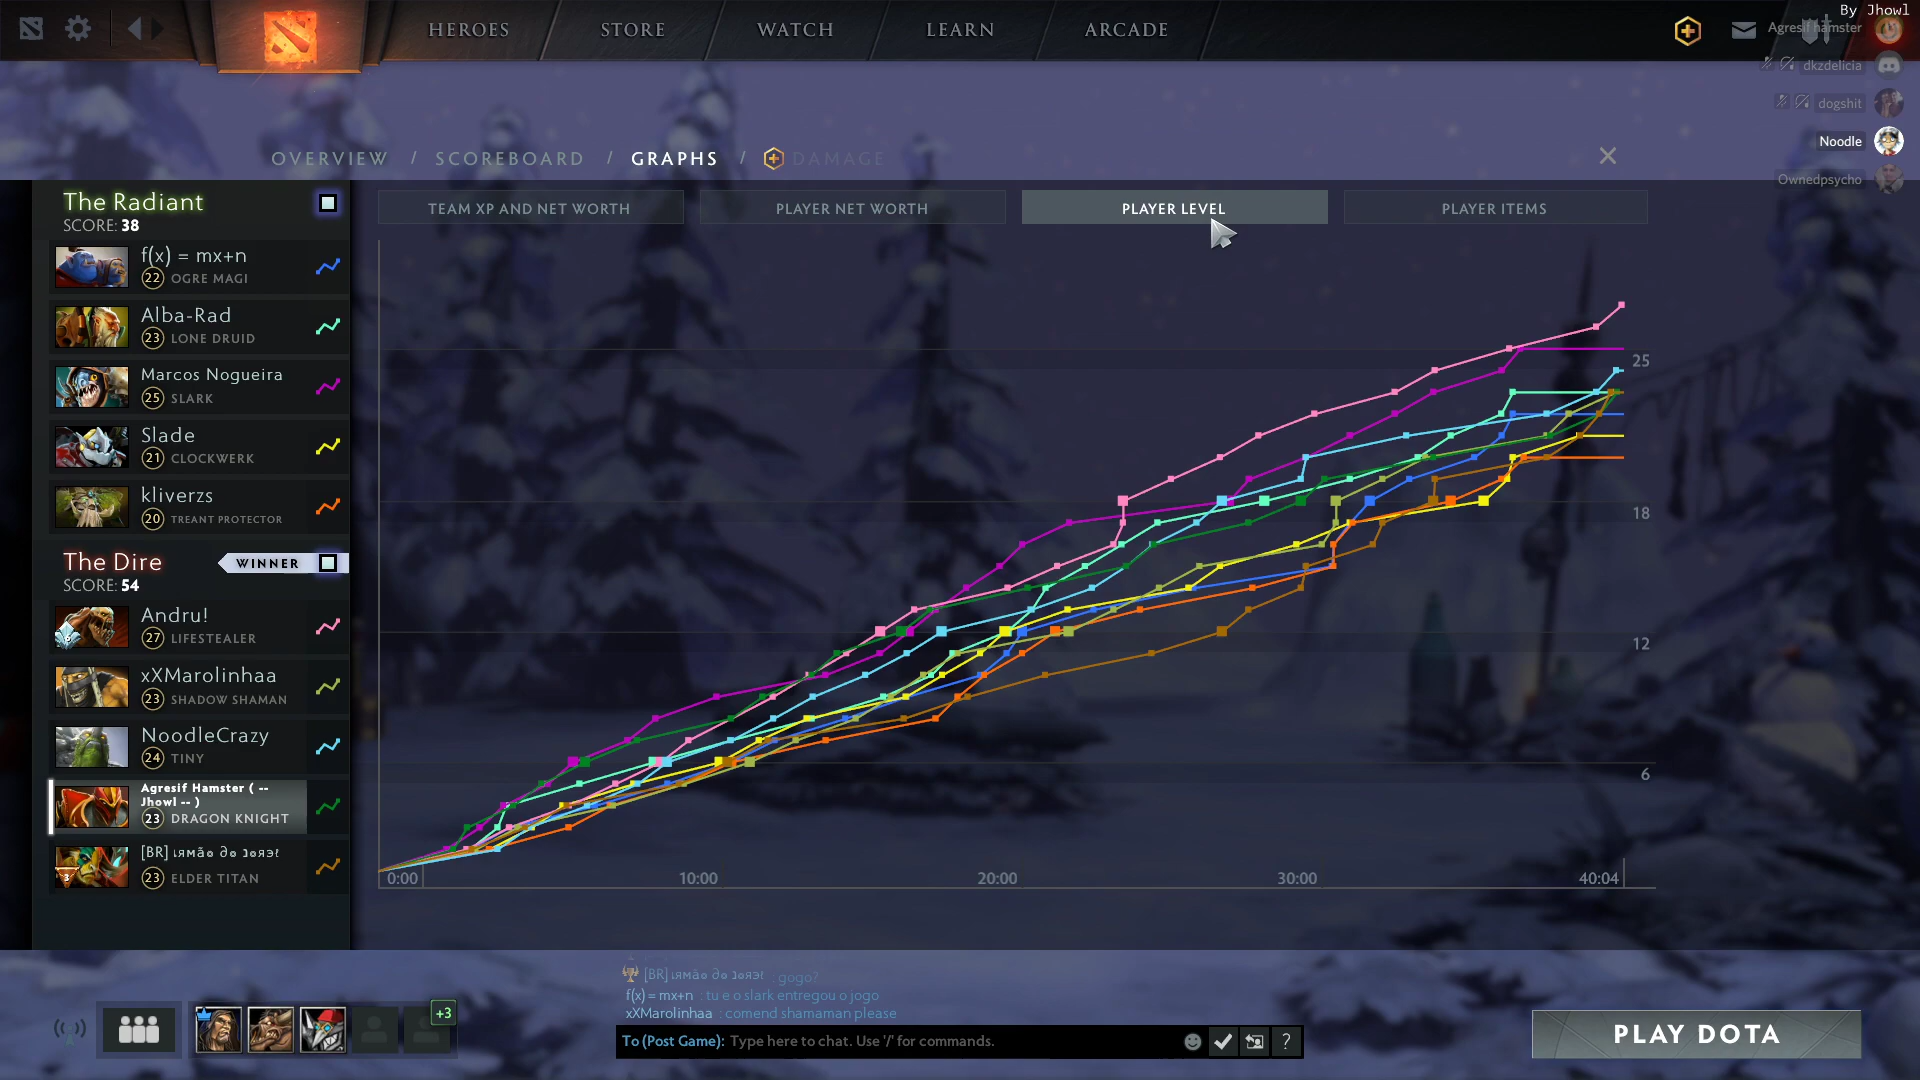 By Jhowl
HEROES
STORE
WATCH
LEARN
ARCADE
Agresif hamster
dkzdelicia
dogshit
Noodle
Ownedpsycho
OVERVIEW / SCOREBOARD / GRAPHS / DAMAGE
TEAM XP AND NET WORTH
PLAYER NET WORTH
PLAYER LEVEL
PLAYER ITEMS
The Radiant
SCORE: 38
f(x) = mx+n
22 OGRE MAGI
Alba-Rad
23 LONE DRUID
Marcos Nogueira
25 SLARK
Slade
21 CLOCKWERK
kliverzs
20 TREANT PROTECTOR
The Dire
WINNER
SCORE: 54
Andru!
27 LIFESTEALER
xXMarolinhaa
23 SHADOW SHAMAN
NoodleCrazy
24 TINY
Agresif Hamster ( --
Jhowl -- )
23 DRAGON KNIGHT
[BR]
23 ELDER TITAN
25
18
12
6
0:00
10:00
20:00
30:00
40:04
[BR] : gogo?
f(x) = mx+n : tu e o slark entregou o jogo
xXMarolinhaa : comend shamaman please
To (Post Game): Type here to chat. Use '/' for commands.
?
+3
PLAY DOTA